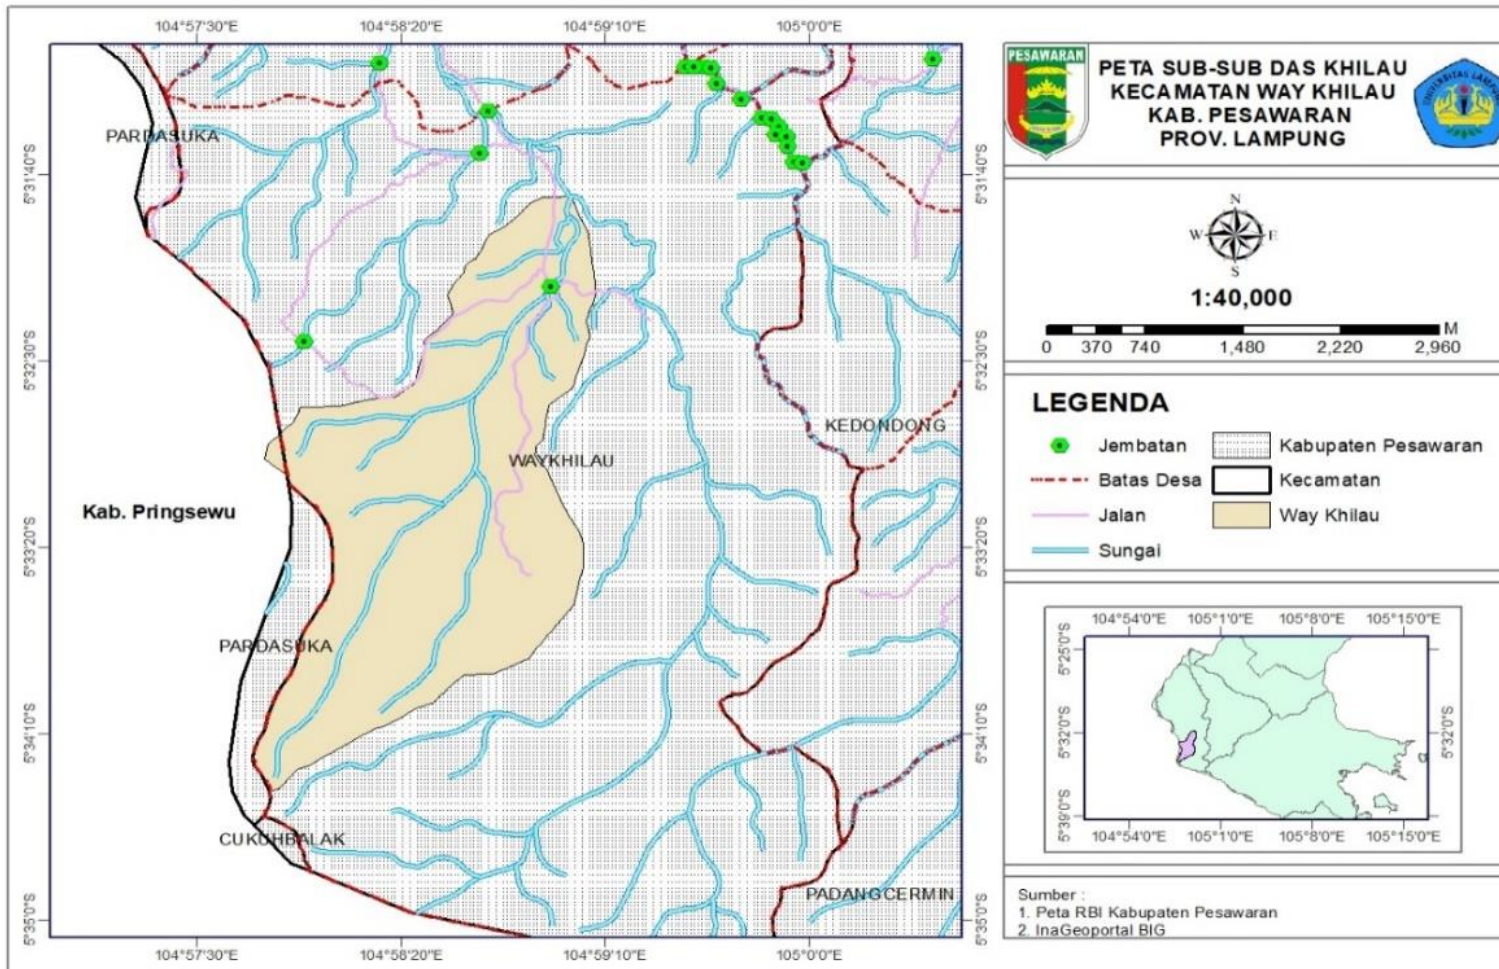 104°57'30"E
104°58'20"E
104°59'10"E
105°0'0"E
5°31'40"S
5°32'30"S
5°33'20"S
5°34'10"S
5°35'0"S
PARDASUKA
KEDONDONG
WAYKHILAU
Kab. Pringsewu
PARDASUKA
CUKUHBALAK
PADANGCERMIN
5°31'40"S
5°32'30"S
5°33'20"S
5°34'10"S
5°35'0"S
104°57'30"E
104°58'20"E
104°59'10"E
105°0'0"E
PESAWARAN
PETA SUB-SUB DAS KHILAU
KECAMATAN WAY KHILAU
KAB. PESAWARAN
PROV. LAMPUNG
UNIVERSITAS LAMPUNG
N
W E
S
1:40,000
M
0 370 740 1,480 2,220 2,960
LEGENDA
Jembatan
Batas Desa
Jalan
Sungai
Kabupaten Pesawaran
Kecamatan
Way Khilau
104°54'0"E 105°1'0"E 105°8'0"E 105°15'0"E
5°25'0"S
5°32'0"S
5°39'0"S
5°32'0"S
104°54'0"E 105°1'0"E 105°8'0"E 105°15'0"E
Sumber :
1. Peta RBI Kabupaten Pesawaran
2. InaGeoportal BIG